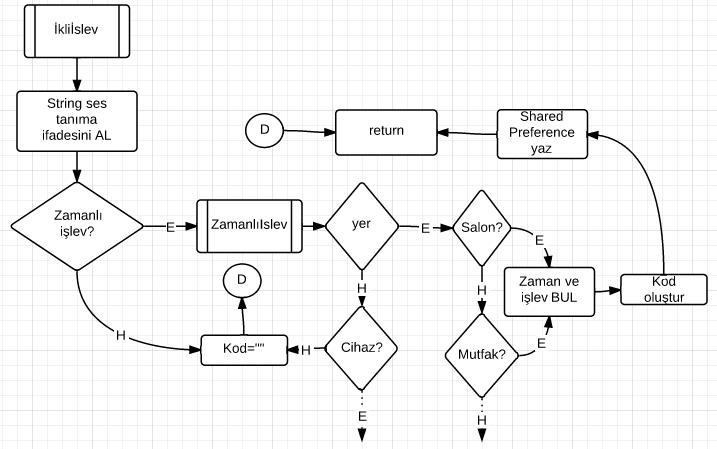 İkliİslev
String ses
tanıma
ifadesini AL
D
return
Shared
Preference
yaz
Zamanlı
işlev?
E
ZamanlıIslev
yer
E
Salon?
E
D
H
H
Zaman ve
işlev BUL
Kod
oluştur
H
Kod=""
H
Cihaz?
Mutfak?
E
E
H